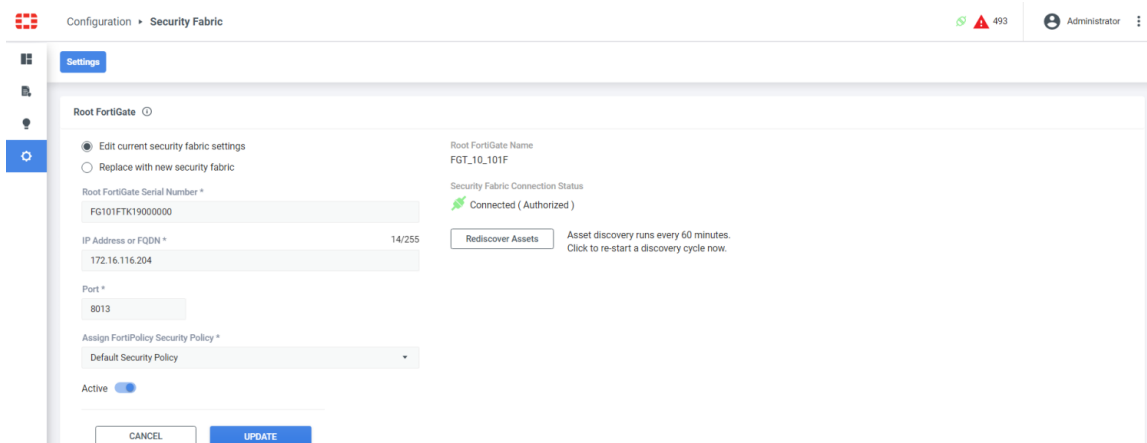 Configuration ▸ Security Fabric
493
Administrator
Settings
Root FortiGate
Edit current security fabric settings
Replace with new security fabric
Root FortiGate Serial Number *
FG101FTK19000000
IP Address or FQDN *
14/255
172.16.116.204
Port *
8013
Assign FortiPolicy Security Policy *
Default Security Policy
Active
CANCEL
UPDATE
Root FortiGate Name
FGT_10_101F
Security Fabric Connection Status
Connected ( Authorized )
Rediscover Assets
Asset discovery runs every 60 minutes.
Click to re-start a discovery cycle now.